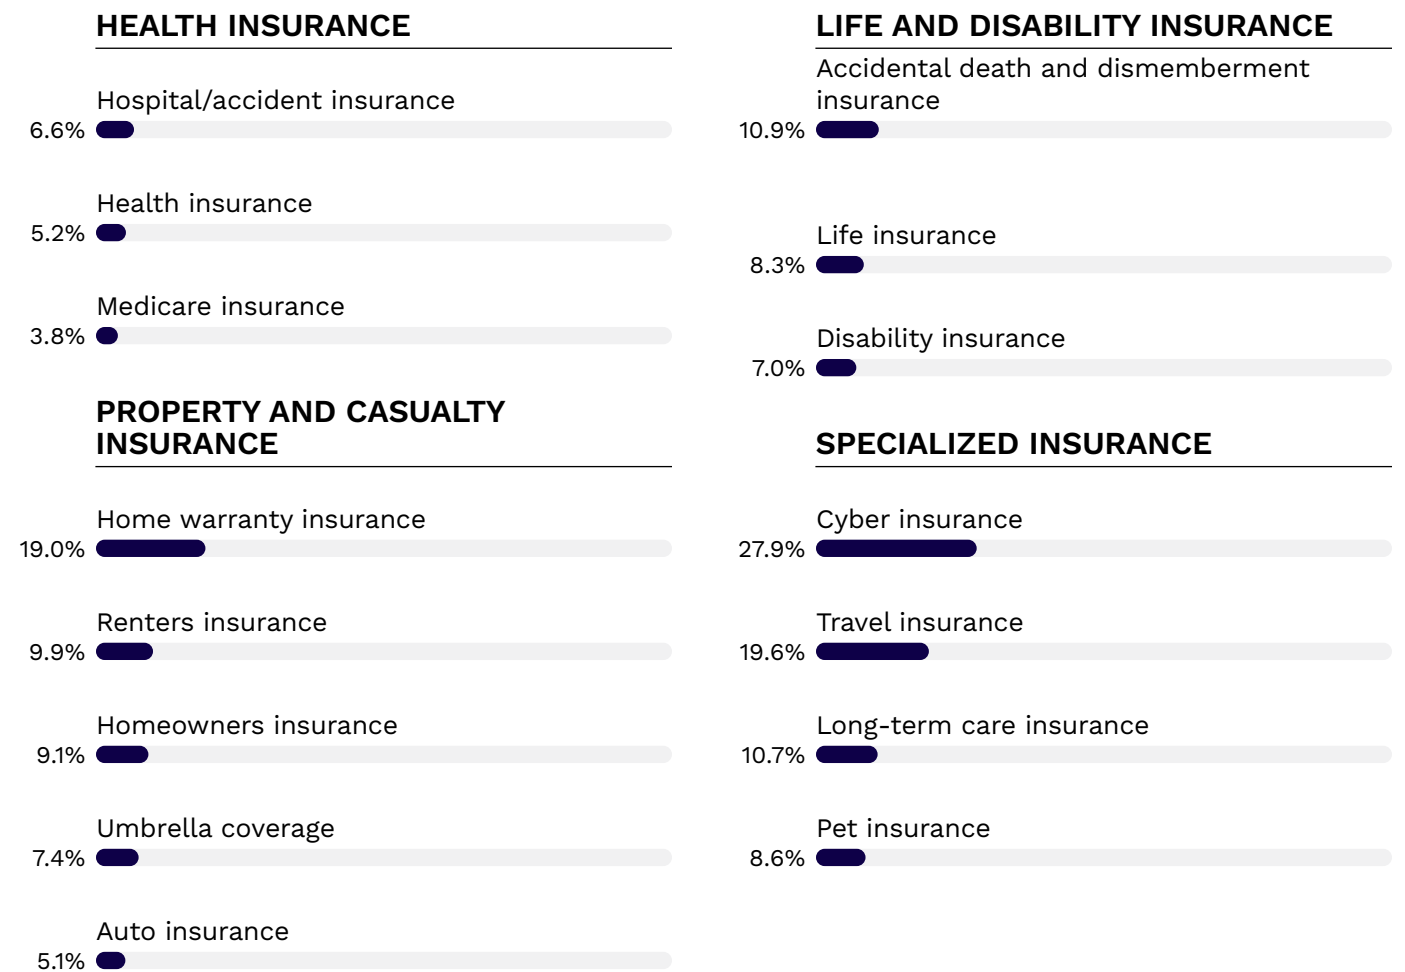 HEALTH INSURANCE
Hospital/accident insurance
6.6%
Health insurance
5.2%
Medicare insurance
3.8%
PROPERTY AND CASUALTY
INSURANCE
Home warranty insurance
19.0%
Renters insurance
9.9%
Homeowners insurance
9.1%
Umbrella coverage
7.4%
Auto insurance
5.1%
LIFE AND DISABILITY INSURANCE
Accidental death and dismemberment
insurance
10.9%
Life insurance
8.3%
Disability insurance
7.0%
SPECIALIZED INSURANCE
Cyber insurance
27.9%
Travel insurance
19.6%
Long-term care insurance
10.7%
Pet insurance
8.6%